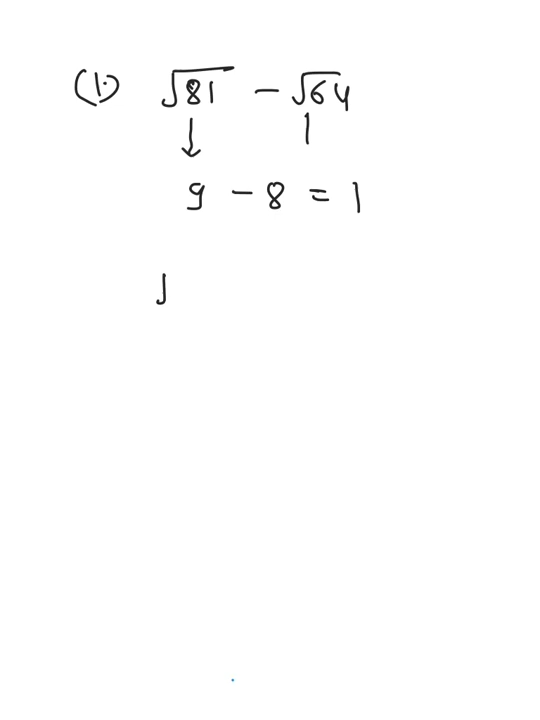 (1.) √81 - √64
9 - 8 = 1